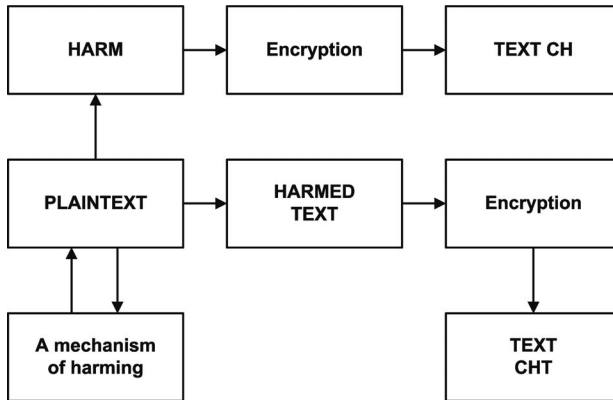 HARM
Encryption
TEXT CH
PLAINTEXT
HARMED
TEXT
Encryption
A mechanism
of harming
TEXT
CHT